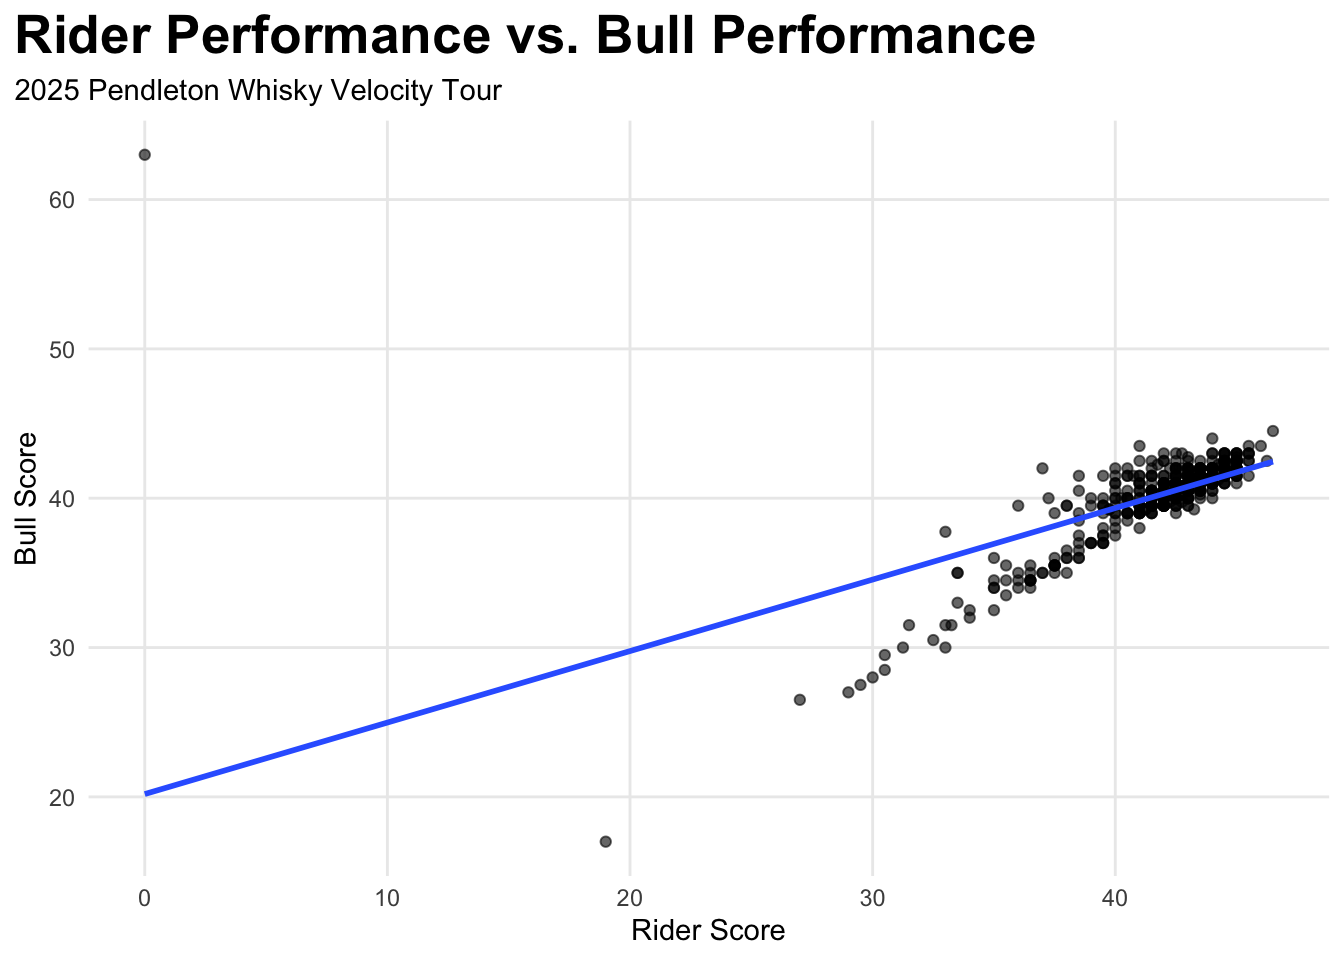 Rider Performance vs. Bull Performance
2025 Pendleton Whisky Velocity Tour
60
50
40
30
20
Bull Score
0 10 20 30 40
Rider Score